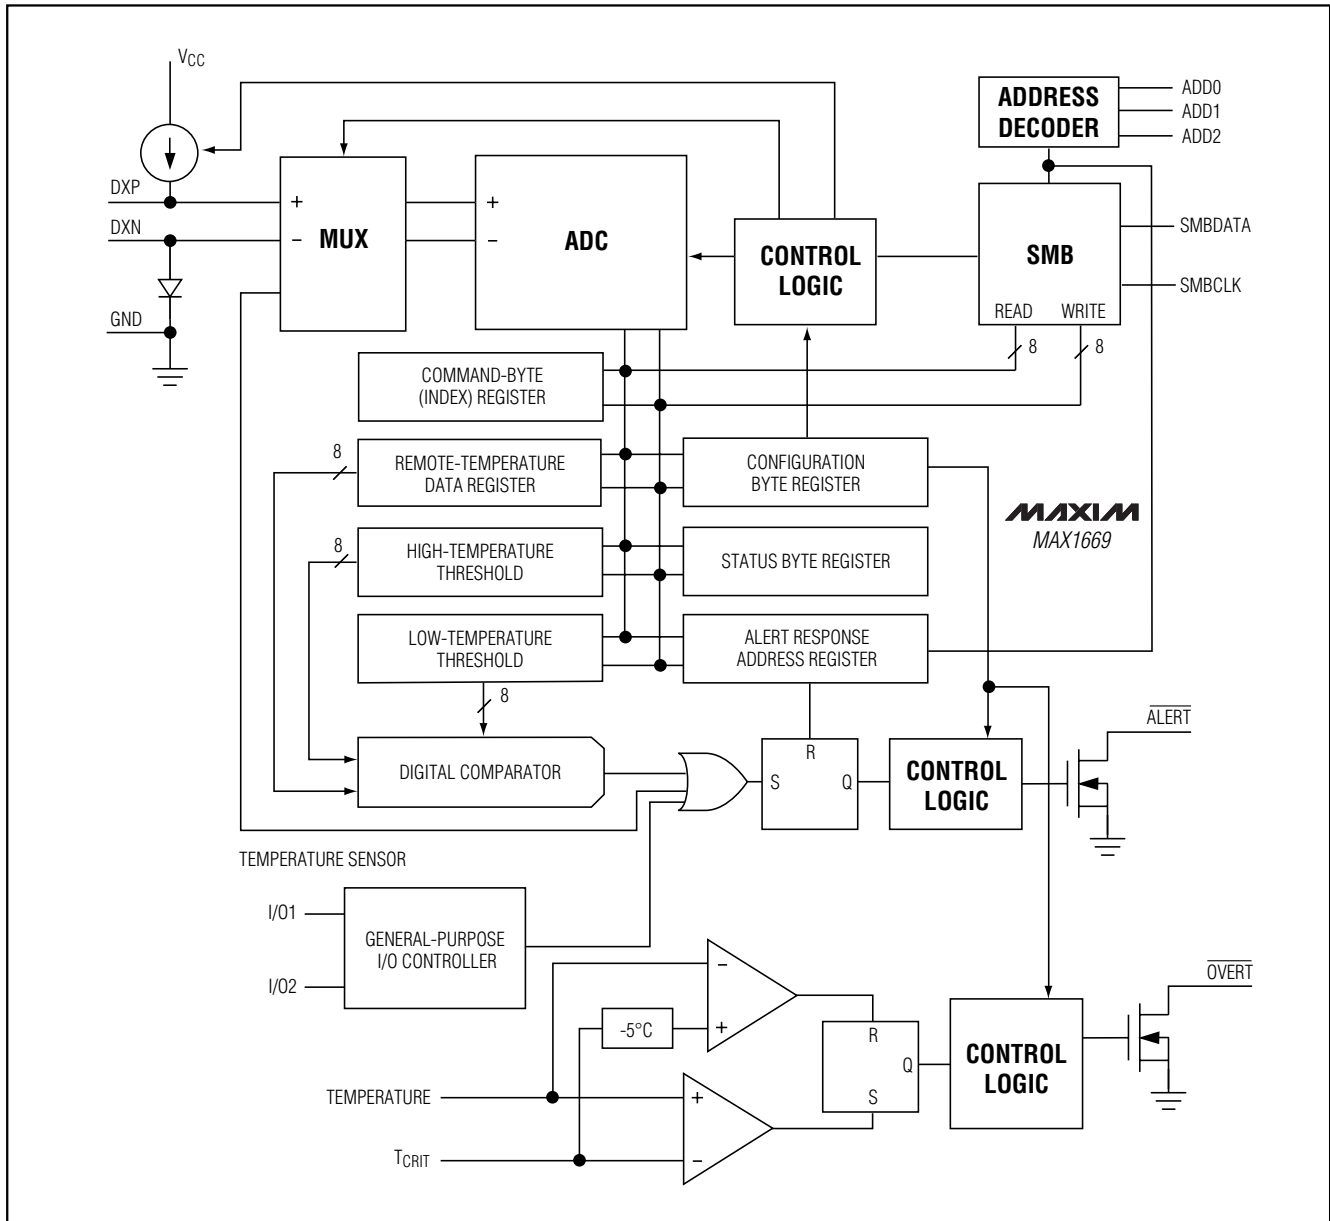 VCC
ADDRESS
DECODER
ADD0
ADD1
ADD2
DXP
DXN
GND
+
−
MUX
+
−
ADC
CONTROL
LOGIC
SMB
READ WRITE
SMBDATA
SMBCLK
8
8
COMMAND-BYTE
(INDEX) REGISTER
8
REMOTE-TEMPERATURE
DATA REGISTER
CONFIGURATION
BYTE REGISTER
MAXIM
MAX1669
8
HIGH-TEMPERATURE
THRESHOLD
STATUS BYTE REGISTER
LOW-TEMPERATURE
THRESHOLD
ALERT RESPONSE
ADDRESS REGISTER
8
DIGITAL COMPARATOR
R
S
Q
CONTROL
LOGIC
ALERT
TEMPERATURE SENSOR
I/O1
I/O2
GENERAL-PURPOSE
I/O CONTROLLER
−
+
-5°C
R
Q
S
CONTROL
LOGIC
OVERT
TEMPERATURE
+
−
TCRIT